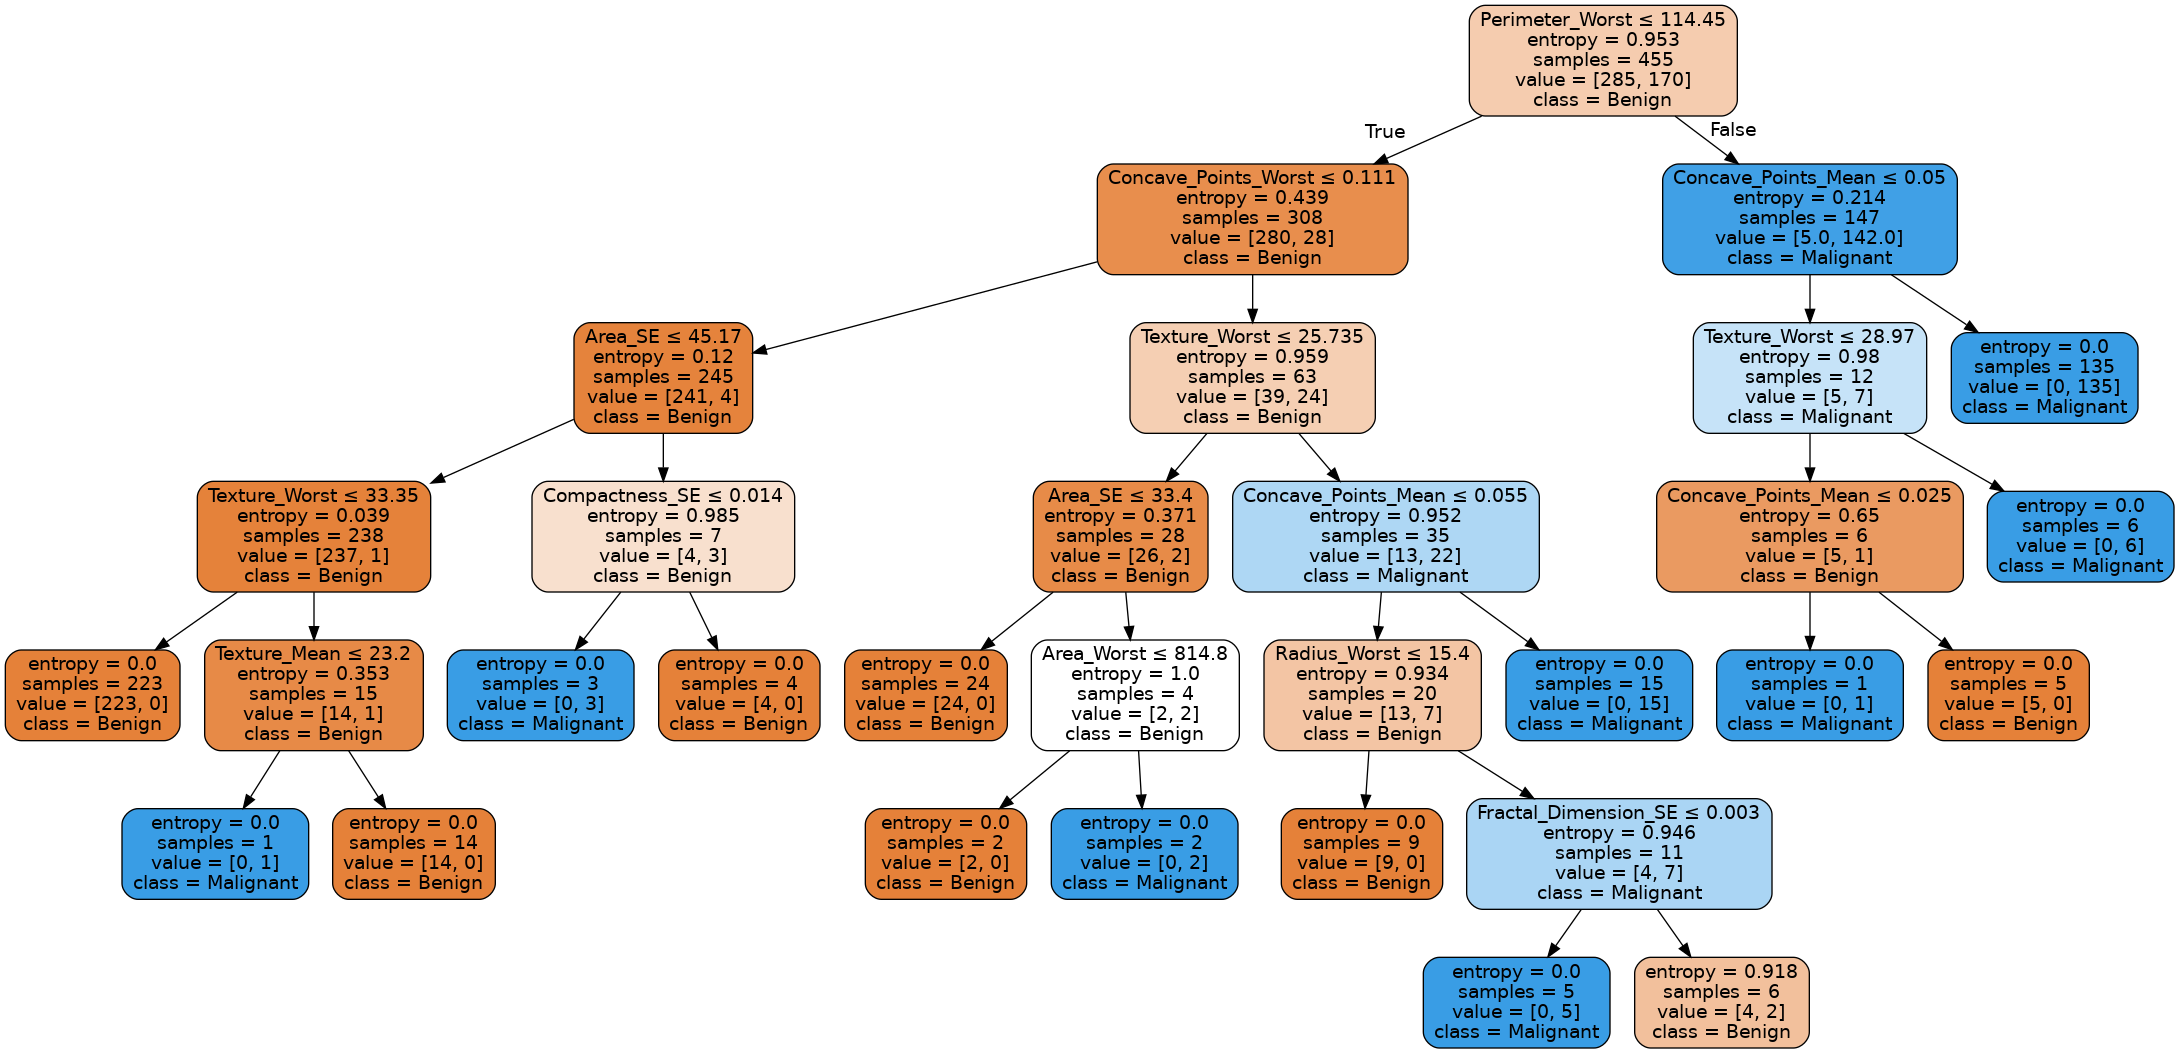 Perimeter_Worst ≤ 114.45
entropy = 0.953
samples = 455
value = [285, 170]
class = Benign
True
False
Concave_Points_Worst ≤ 0.111
entropy = 0.439
samples = 308
value = [280, 28]
class = Benign
Concave_Points_Mean ≤ 0.05
entropy = 0.214
samples = 147
value = [5.0, 142.0]
class = Malignant
Area_SE ≤ 45.17
entropy = 0.12
samples = 245
value = [241, 4]
class = Benign
Texture_Worst ≤ 25.735
entropy = 0.959
samples = 63
value = [39, 24]
class = Benign
Texture_Worst ≤ 28.97
entropy = 0.98
samples = 12
value = [5, 7]
class = Malignant
entropy = 0.0
samples = 135
value = [0, 135]
class = Malignant
Texture_Worst ≤ 33.35
entropy = 0.039
samples = 238
value = [237, 1]
class = Benign
Compactness_SE ≤ 0.014
entropy = 0.985
samples = 7
value = [4, 3]
class = Benign
Area_SE ≤ 33.4
entropy = 0.371
samples = 28
value = [26, 2]
class = Benign
Concave_Points_Mean ≤ 0.055
entropy = 0.952
samples = 35
value = [13, 22]
class = Malignant
Concave_Points_Mean ≤ 0.025
entropy = 0.65
samples = 6
value = [5, 1]
class = Benign
entropy = 0.0
samples = 6
value = [0, 6]
class = Malignant
entropy = 0.0
samples = 223
value = [223, 0]
class = Benign
Texture_Mean ≤ 23.2
entropy = 0.353
samples = 15
value = [14, 1]
class = Benign
entropy = 0.0
samples = 3
value = [0, 3]
class = Malignant
entropy = 0.0
samples = 4
value = [4, 0]
class = Benign
entropy = 0.0
samples = 24
value = [24, 0]
class = Benign
Area_Worst ≤ 814.8
entropy = 1.0
samples = 4
value = [2, 2]
class = Benign
Radius_Worst ≤ 15.4
entropy = 0.934
samples = 20
value = [13, 7]
class = Benign
entropy = 0.0
samples = 15
value = [0, 15]
class = Malignant
entropy = 0.0
samples = 1
value = [0, 1]
class = Malignant
entropy = 0.0
samples = 5
value = [5, 0]
class = Benign
entropy = 0.0
samples = 1
value = [0, 1]
class = Malignant
entropy = 0.0
samples = 14
value = [14, 0]
class = Benign
entropy = 0.0
samples = 2
value = [2, 0]
class = Benign
entropy = 0.0
samples = 2
value = [0, 2]
class = Malignant
entropy = 0.0
samples = 9
value = [9, 0]
class = Benign
Fractal_Dimension_SE ≤ 0.003
entropy = 0.946
samples = 11
value = [4, 7]
class = Malignant
entropy = 0.0
samples = 5
value = [0, 5]
class = Malignant
entropy = 0.918
samples = 6
value = [4, 2]
class = Benign